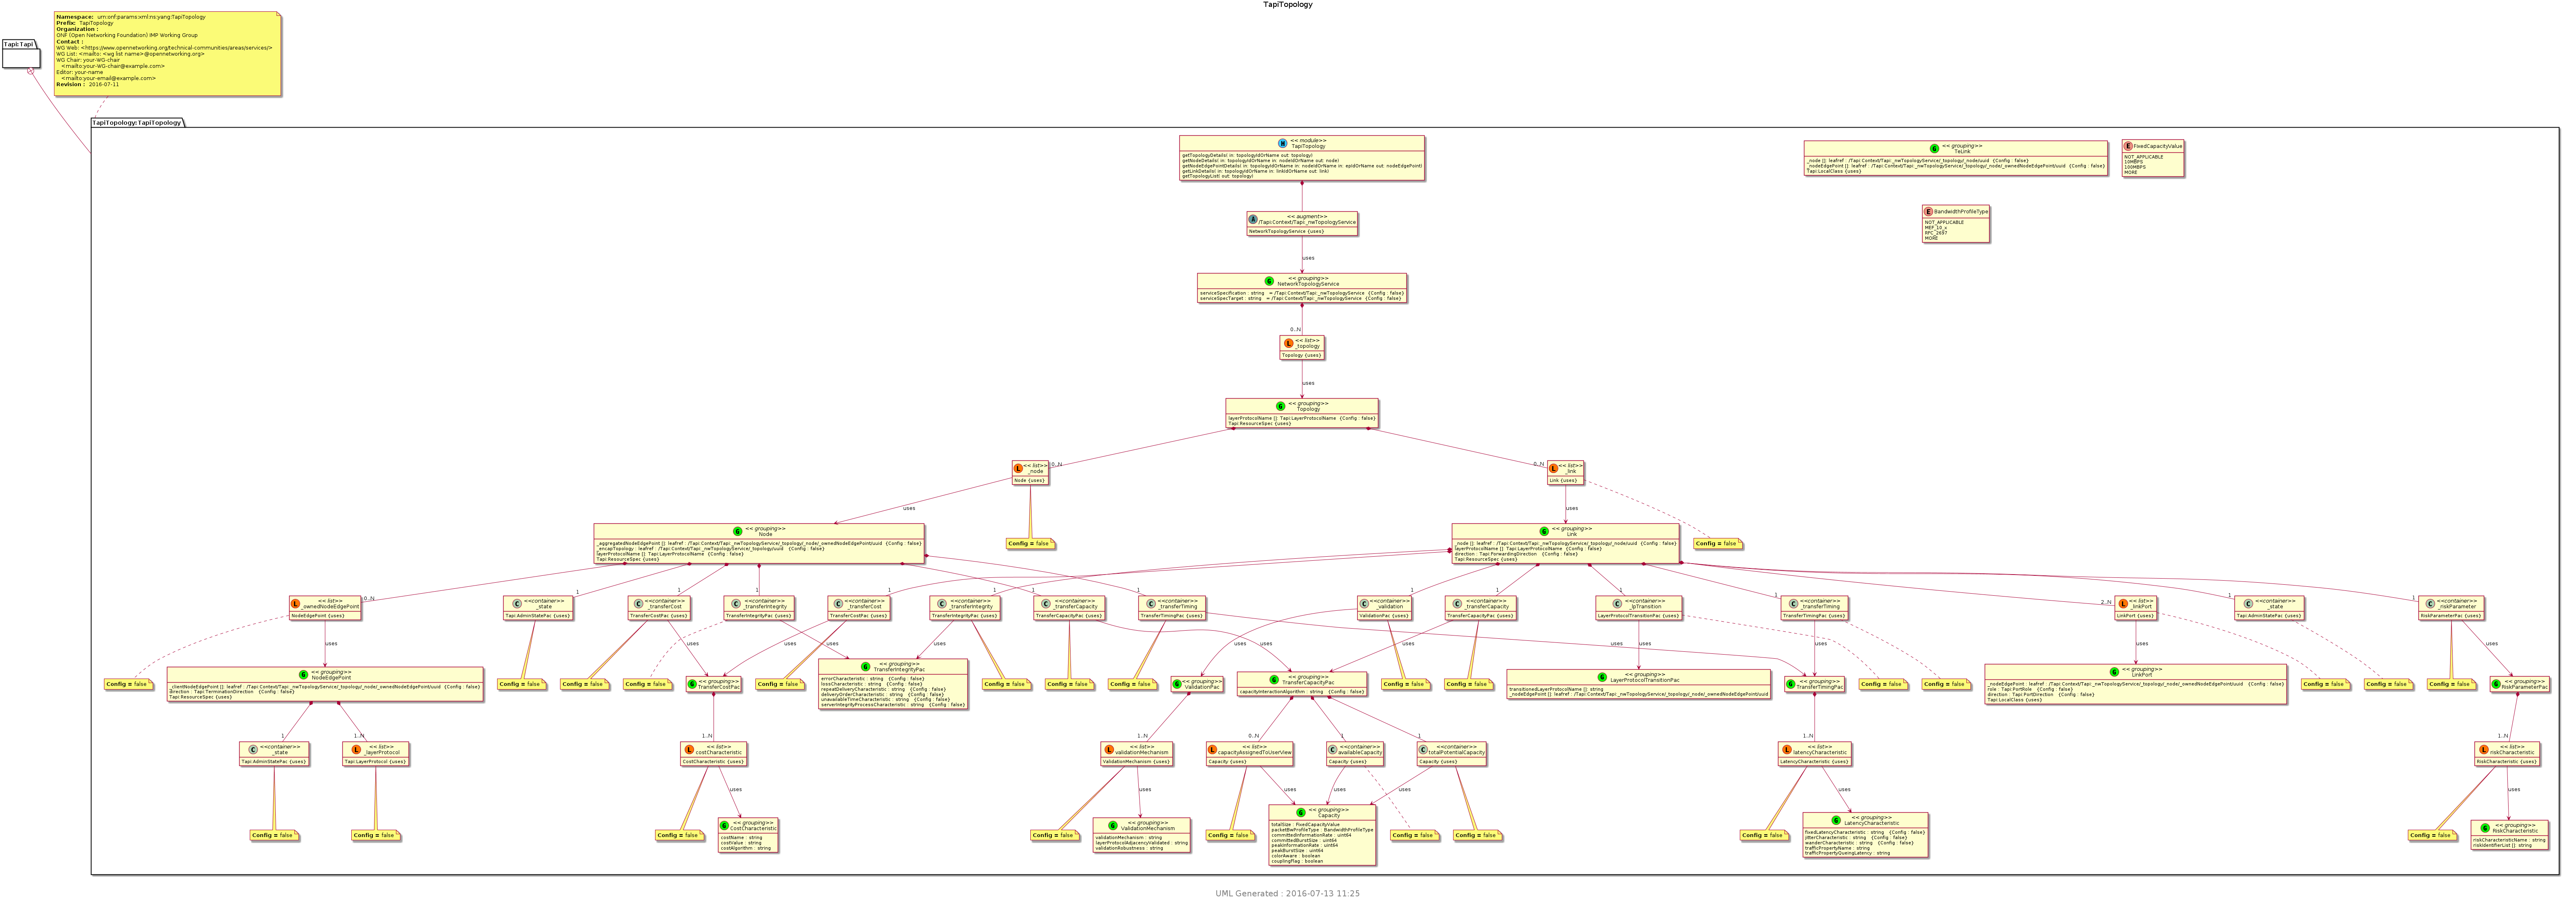 TapiTopology
Namespace: urn:onf:params:xml:ns:yang:TapiTopology
Prefix: TapiTopology
Organization :
ONF (Open Networking Foundation) IMP Working Group
Contact :
WG Web: <https://www.opennetworking.org/technical-communities/areas/services/>
WG List: <mailto: <wg list name>@opennetworking.org>
WG Chair: your-WG-chair
<mailto:your-WG-chair@example.com>
Editor: your-name
<mailto:your-email@example.com>
Revision : 2016-07-11
Tapi:Tapi
TapiTopology:TapiTopology
<< module>>
TapiTopology
getTopologyDetails( in: topologyIdOrName out: topology)
getNodeDetails( in: topologyIdOrName in: nodeIdOrName out: node)
getNodeEdgePointDetails( in: topologyIdOrName in: nodeIdOrName in: epIdOrName out: nodeEdgePoint)
getLinkDetails( in: topologyIdOrName in: linkIdOrName out: link)
getTopologyList( out: topology)
<< grouping>>
TeLink
_node []: leafref : /Tapi:Context/Tapi:_nwTopologyService/_topology/_node/uuid {Config : false}
_nodeEdgePoint []: leafref : /Tapi:Context/Tapi:_nwTopologyService/_topology/_node/_ownedNodeEdgePoint/uuid {Config : false}
Tapi:LocalClass {uses}
FixedCapacityValue
NOT_APPLICABLE
10MBPS
100MBPS
MORE
<< augment>>
/Tapi:Context/Tapi:_nwTopologyService
NetworkTopologyService {uses}
BandwidthProfileType
NOT_APPLICABLE
MEF_10_x
RFC_2697
MORE
uses
<< grouping>>
NetworkTopologyService
serviceSpecification : string = /Tapi:Context/Tapi:_nwTopologyService {Config : false}
serviceSpecTarget : string = /Tapi:Context/Tapi:_nwTopologyService {Config : false}
0..N
<< list>>
_topology
Topology {uses}
uses
<< grouping>>
Topology
layerProtocolName []: Tapi:LayerProtocolName {Config : false}
Tapi:ResourceSpec {uses}
0..N
<< list>>
_node
Node {uses}
0..N
<< list>>
_link
Link {uses}
uses
uses
<< grouping>>
Node
_aggregatedNodeEdgePoint []: leafref : /Tapi:Context/Tapi:_nwTopologyService/_topology/_node/_ownedNodeEdgePoint/uuid {Config : false}
_encapTopology : leafref : /Tapi:Context/Tapi:_nwTopologyService/_topology/uuid {Config : false}
layerProtocolName []: Tapi:LayerProtocolName {Config : false}
Tapi:ResourceSpec {uses}
Config = false
<< grouping>>
Link
_node []: leafref : /Tapi:Context/Tapi:_nwTopologyService/_topology/_node/uuid {Config : false}
layerProtocolName []: Tapi:LayerProtocolName {Config : false}
direction : Tapi:ForwardingDirection {Config : false}
Tapi:ResourceSpec {uses}
Config = false
<< list>>
_ownedNodeEdgePoint
NodeEdgePoint {uses}
0..N
1
<<container>>
_state
Tapi:AdminStatePac {uses}
1
<<container>>
_transferCost
TransferCostPac {uses}
1
<<container>>
_transferIntegrity
TransferIntegrityPac {uses}
1
<<container>>
_transferCost
TransferCostPac {uses}
1
<<container>>
_transferIntegrity
TransferIntegrityPac {uses}
1
<<container>>
_transferCapacity
TransferCapacityPac {uses}
1
<<container>>
_transferTiming
TransferTimingPac {uses}
1
<<container>>
_validation
ValidationPac {uses}
1
<<container>>
_transferCapacity
TransferCapacityPac {uses}
1
<<container>>
_lpTransition
LayerProtocolTransitionPac {uses}
1
<<container>>
_transferTiming
TransferTimingPac {uses}
2..N
<< list>>
_linkPort
LinkPort {uses}
1
<<container>>
_state
Tapi:AdminStatePac {uses}
1
<<container>>
_riskParameter
RiskParameterPac {uses}
uses
uses
uses
uses
uses
uses
uses
uses
uses
uses
uses
uses
Config = false
<< grouping>>
NodeEdgePoint
_clientNodeEdgePoint []: leafref : /Tapi:Context/Tapi:_nwTopologyService/_topology/_node/_ownedNodeEdgePoint/uuid {Config : false}
direction : Tapi:TerminationDirection {Config : false}
Tapi:ResourceSpec {uses}
Config = false
Config = false
Config = false
<< grouping>>
TransferCostPac
Config = false
<< grouping>>
TransferIntegrityPac
errorCharacteristic : string {Config : false}
lossCharacteristic : string {Config : false}
repeatDeliveryCharacteristic : string {Config : false}
deliveryOrderCharacteristic : string {Config : false}
unavailableTimeCharacteristic : string {Config : false}
serverIntegrityProcessCharacteristic : string {Config : false}
Config = false
Config = false
Config = false
<< grouping>>
ValidationPac
<< grouping>>
TransferCapacityPac
capacityInteractionAlgorithm : string {Config : false}
Config = false
Config = false
<< grouping>>
LayerProtocolTransitionPac
transitionedLayerProtocolName []: string
_nodeEdgePoint []: leafref : /Tapi:Context/Tapi:_nwTopologyService/_topology/_node/_ownedNodeEdgePoint/uuid
<< grouping>>
TransferTimingPac
Config = false
Config = false
<< grouping>>
LinkPort
_nodeEdgePoint : leafref : /Tapi:Context/Tapi:_nwTopologyService/_topology/_node/_ownedNodeEdgePoint/uuid {Config : false}
role : Tapi:PortRole {Config : false}
direction : Tapi:PortDirection {Config : false}
Tapi:LocalClass {uses}
Config = false
Config = false
Config = false
<< grouping>>
RiskParameterPac
1
<<container>>
_state
Tapi:AdminStatePac {uses}
1..N
<< list>>
_layerProtocol
Tapi:LayerProtocol {uses}
1..N
<< list>>
costCharacteristic
CostCharacteristic {uses}
1..N
<< list>>
validationMechanism
ValidationMechanism {uses}
0..N
<< list>>
capacityAssignedToUserView
Capacity {uses}
1
<<container>>
availableCapacity
Capacity {uses}
1
<<container>>
totalPotentialCapacity
Capacity {uses}
1..N
<< list>>
latencyCharacteristic
LatencyCharacteristic {uses}
1..N
<< list>>
riskCharacteristic
RiskCharacteristic {uses}
uses
uses
uses
uses
uses
uses
uses
Config = false
Config = false
Config = false
<< grouping>>
CostCharacteristic
costName : string
costValue : string
costAlgorithm : string
Config = false
<< grouping>>
ValidationMechanism
validationMechanism : string
layerProtocolAdjacencyValidated : string
validationRobustness : string
Config = false
<< grouping>>
Capacity
totalSize : FixedCapacityValue
packetBwProfileType : BandwidthProfileType
committedInformationRate : uint64
committedBurstSize : uint64
peakInformationRate : uint64
peakBurstSize : uint64
colorAware : boolean
couplingFlag : boolean
Config = false
Config = false
Config = false
<< grouping>>
LatencyCharacteristic
fixedLatencyCharacteristic : string {Config : false}
jitterCharacteristic : string {Config : false}
wanderCharacteristic : string {Config : false}
trafficPropertyName : string
trafficPropertyQueingLatency : string
Config = false
<< grouping>>
RiskCharacteristic
riskCharacteristicName : string
riskIdentifierList []: string
UML Generated : 2016-07-13 11:25